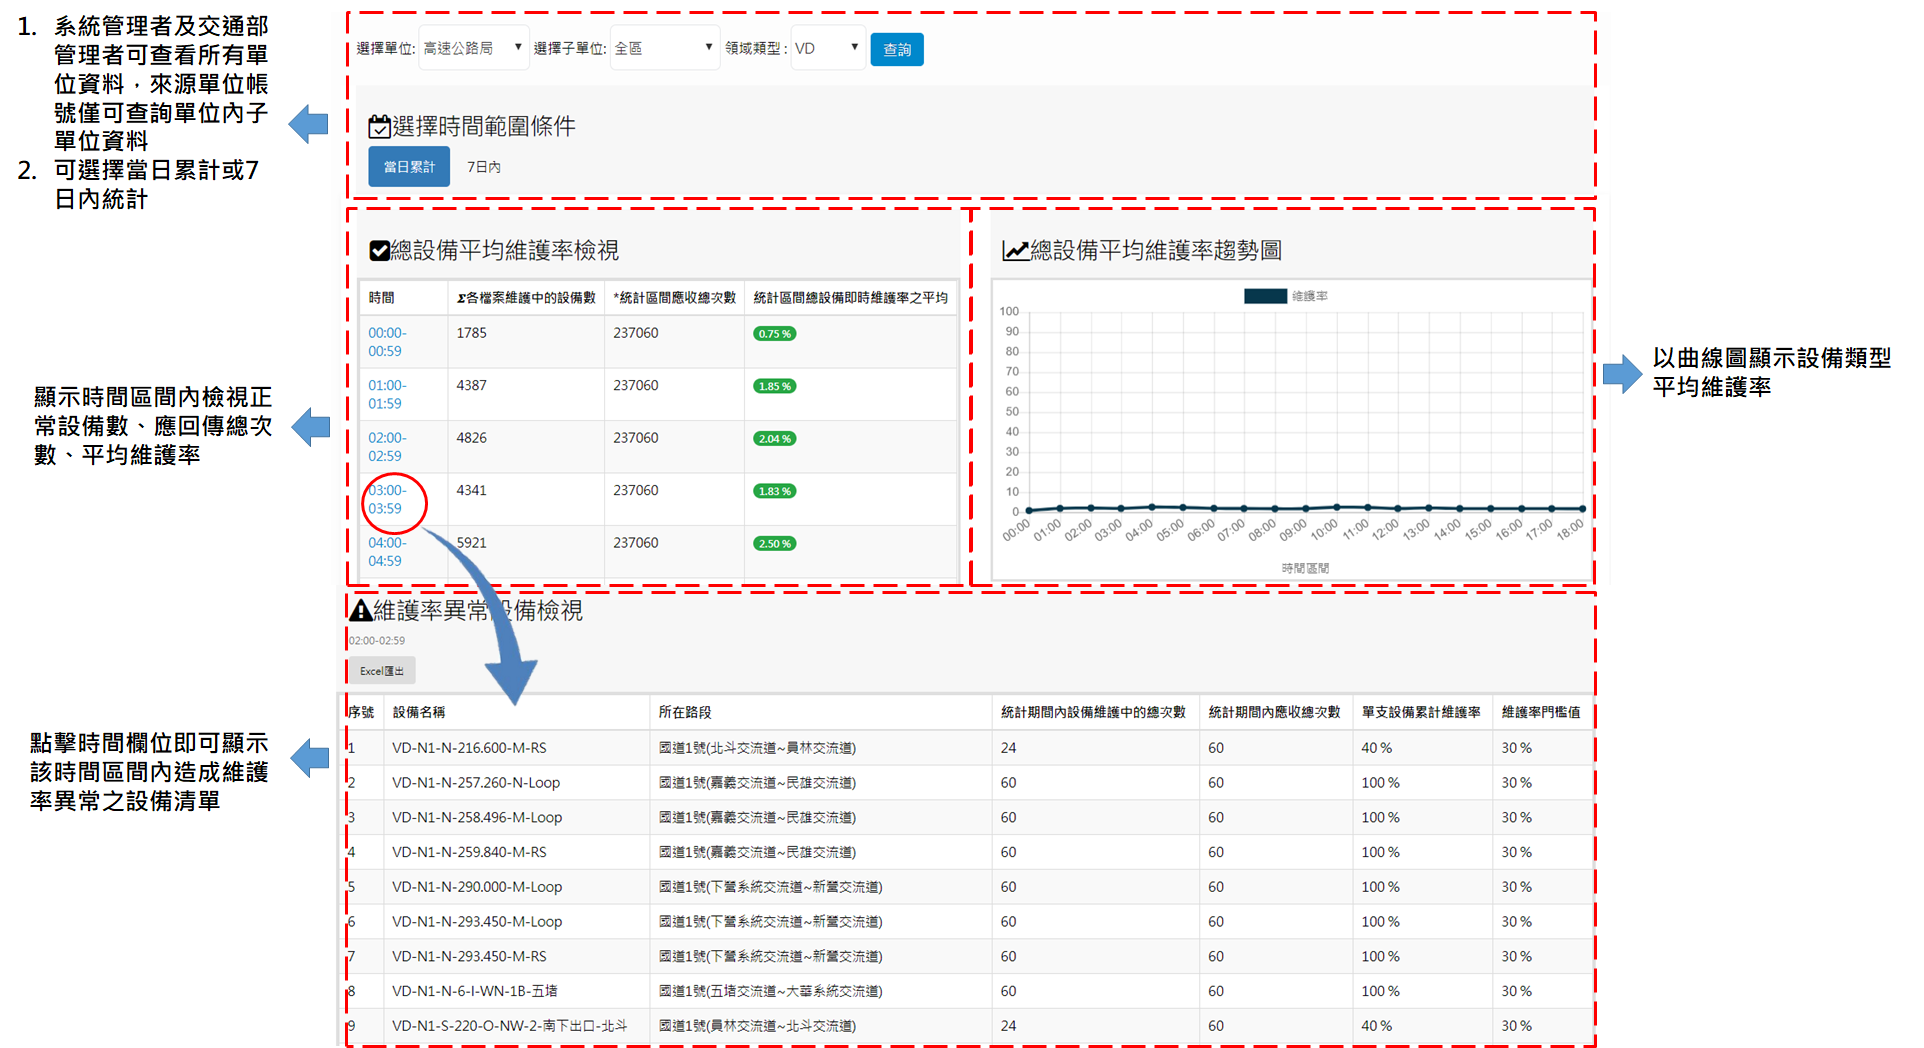 1. 系統管理者及交通部
管理者可查看所有單
位資料，來源單位帳
號僅可查詢單位內子
單位資料
2. 可選擇當日累計或7
日內統計
選擇單位: 高速公路局 選擇子單位: 全區 領域類型 : VD 查詢
選擇時間範圍條件
當日累計 7日內
總設備平均維護率檢視
時間 Σ各檔案維護中的設備數 *統計區間應收總次數 統計區間總設備即時維護率之平均
00:00-
00:59 1785 237060 0.75 %
01:00-
01:59 4387 237060 1.85 %
02:00-
02:59 4826 237060 2.04 %
03:00-
03:59 4341 237060 1.83 %
04:00-
04:59 5921 237060 2.50 %
顯示時間區間內檢視正
常設備數、應回傳總次
數、平均維護率
總設備平均維護率趨勢圖
維護率
100
90
80
70
60
50
40
30
20
10
0
00:00 01:00 02:00 03:00 04:00 05:00 06:00 07:00 08:00 09:00 10:00 11:00 12:00 13:00 14:00 15:00 16:00 17:00 18:00
時間區間
以曲線圖顯示設備類型
平均維護率
維護率異常設備檢視
02:00-02:59
Excel匯出
序號 設備名稱 所在路段 統計期間內設備維護中的總次數 統計期間內應收總次數 單支設備累計維護率 維護率門檻值
1 VD-N1-N-216.600-M-RS 國道1號(北斗交流道~員林交流道) 24 60 40 % 30 %
2 VD-N1-N-257.260-N-Loop 國道1號(嘉義交流道~民雄交流道) 60 60 100 % 30 %
3 VD-N1-N-258.496-M-Loop 國道1號(嘉義交流道~民雄交流道) 60 60 100 % 30 %
4 VD-N1-N-259.840-M-RS 國道1號(嘉義交流道~民雄交流道) 60 60 100 % 30 %
5 VD-N1-N-290.000-M-Loop 國道1號(下營系統交流道~新營交流道) 60 60 100 % 30 %
6 VD-N1-N-293.450-M-Loop 國道1號(下營系統交流道~新營交流道) 60 60 100 % 30 %
7 VD-N1-N-293.450-M-RS 國道1號(下營系統交流道~新營交流道) 60 60 100 % 30 %
8 VD-N1-N-6-I-WN-1B-五堵 國道1號(五堵交流道~大華系統交流道) 60 60 100 % 30 %
9 VD-N1-S-220-O-NW-2-南下出口-北斗 國道1號(員林交流道~北斗交流道) 24 60 40 % 30 %
點擊時間欄位即可顯示
該時間區間內造成維護
率異常之設備清單